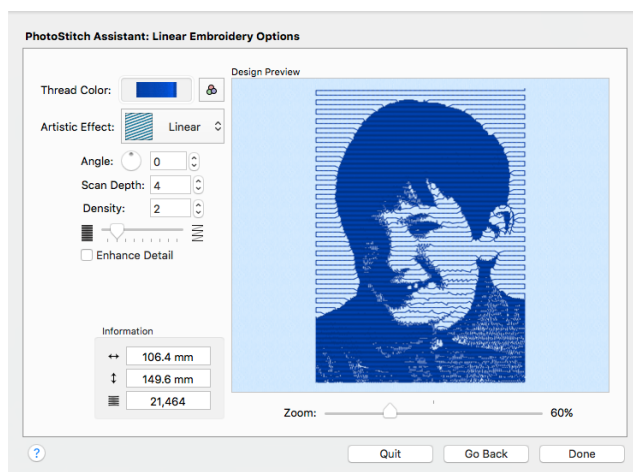 PhotoStitch Assistant: Linear Embroidery Options
Design Preview
Thread Color:
Artistic Effect: Linear
Angle: 0
Scan Depth: 4
Density: 2
Enhance Detail
Information
106.4 mm
149.6 mm
21,464
Zoom: 60%
? Quit Go Back Done